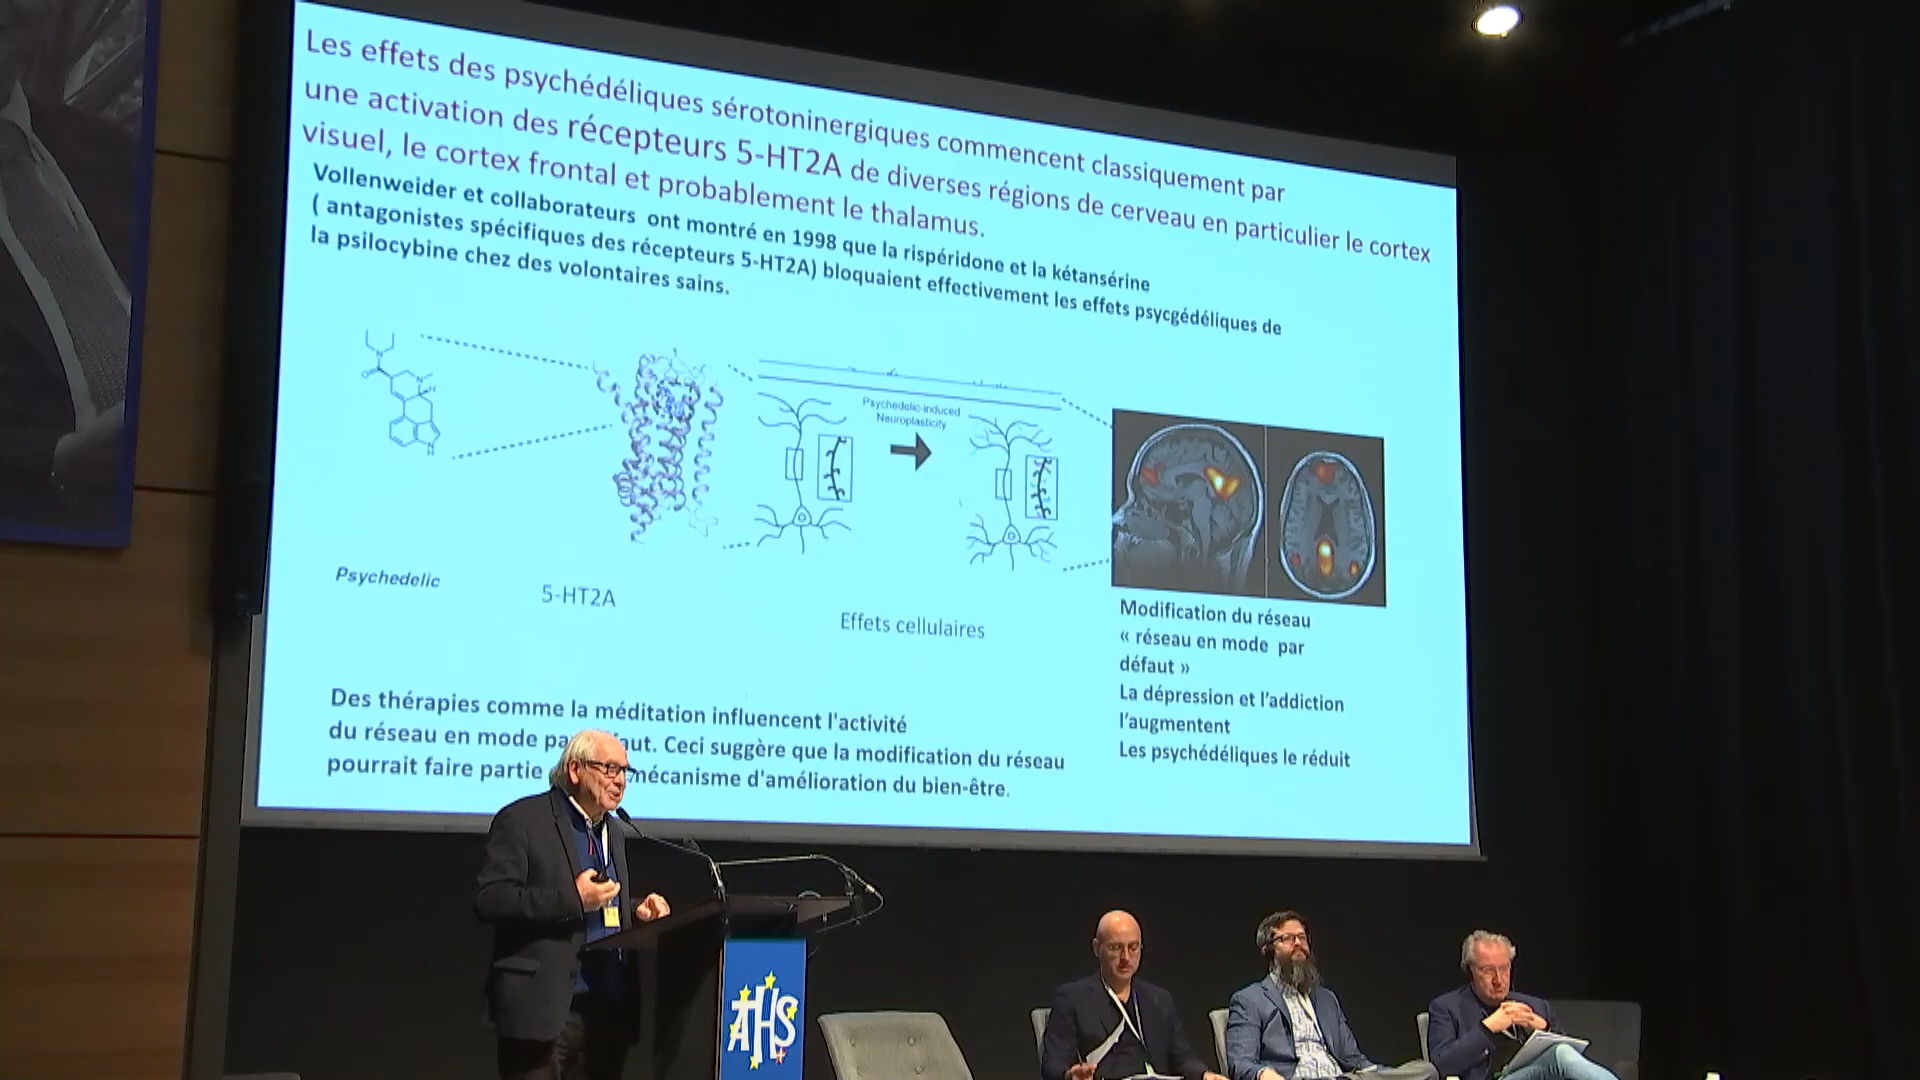 Les effets des psychédéliques sérotoninergiques commencent classiquement par
une activation des récepteurs 5-HT2A de diverses régions de cerveau en particulier le cortex
visuel, le cortex frontal et probablement le thalamus.
Vollenweider et collaborateurs ont montré en 1998 que la rispéridone et la kétansérine
( antagonistes spécifiques des récepteurs 5-HT2A) bloquaient effectivement les effets psycgédéliques de
la psilocybine chez des volontaires sains.
Psychedelic-induced
Neuroplasticity
Psychedelic
5-HT2A
Effets cellulaires
Modification du réseau
« réseau en mode par
défaut »
La dépression et l'addiction
l'augmentent
Les psychédéliques le réduit
Des thérapies comme la méditation influencent l'activité
du réseau en mode Ceci suggère que la modification du réseau
pourrait faire partie mécanisme d'amélioration du bien-être.
AHS